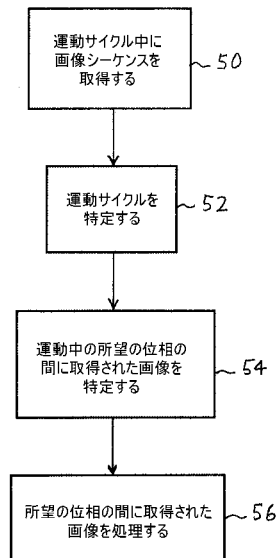 運動サイクル中に
画像シーケンスを
取得する
50
運動サイクルを
特定する
52
運動中の所望の位相の
間に取得された画像を
特定する
54
所望の位相の間に取得された
画像を処理する
56